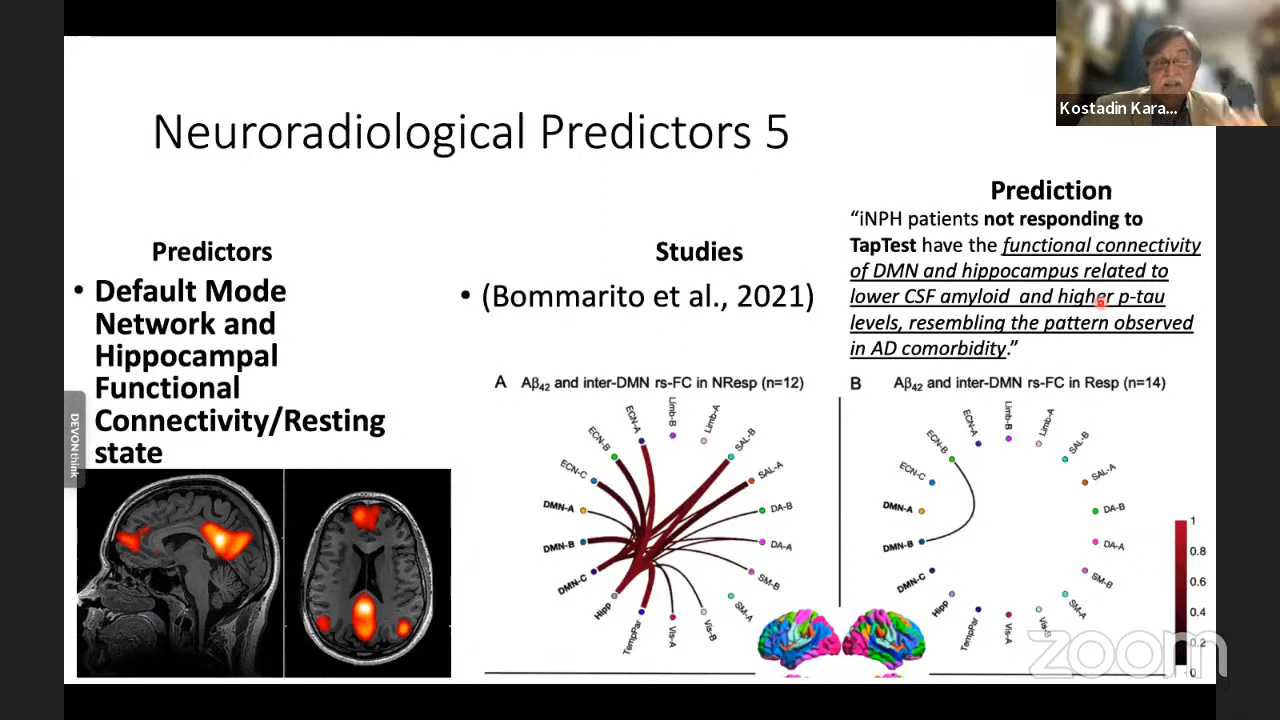 Kostadin Kara...
Neuroradiological Predictors 5
Predictors
• Default Mode
Network and
Hippocampal
Functional
Connectivity/Resting
state
DEVONthink
Studies
• (Bommarito et al., 2021)
Prediction
“iNPH patients not responding to
TapTest have the functional connectivity
of DMN and hippocampus related to
lower CSF amyloid and higher p-tau
levels, resembling the pattern observed
in AD comorbidity.”
A Aβ42 and inter-DMN rs-FC in NResp (n=12)
Limb-B
Limb-A
SAL-B
SAL-A
DA-B
DA-A
SM-B
SM-A
Vis-B
Vis-A
TempPar
Hipp
DMN-C
DMN-B
DMN-A
ECN-C
ECN-B
ECN-A
B Aβ42 and inter-DMN rs-FC in Resp (n=14)
Limb-B
Limb-A
SAL-B
SAL-A
DA-B
DA-A
SM-B
SM-A
Vis-B
Vis-A
TempPar
Hipp
DMN-C
DMN-B
DMN-A
ECN-C
ECN-B
ECN-A
1
0.8
0.6
0.4
0.2
0
zoom